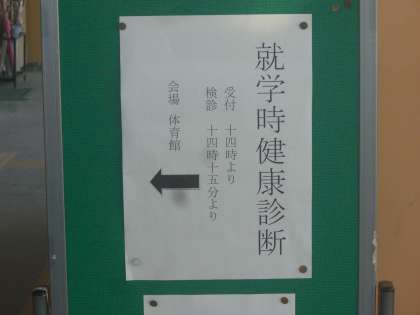 就学時健康診断
受付 十四時より
検診 十四時十五分より
会場 体育館